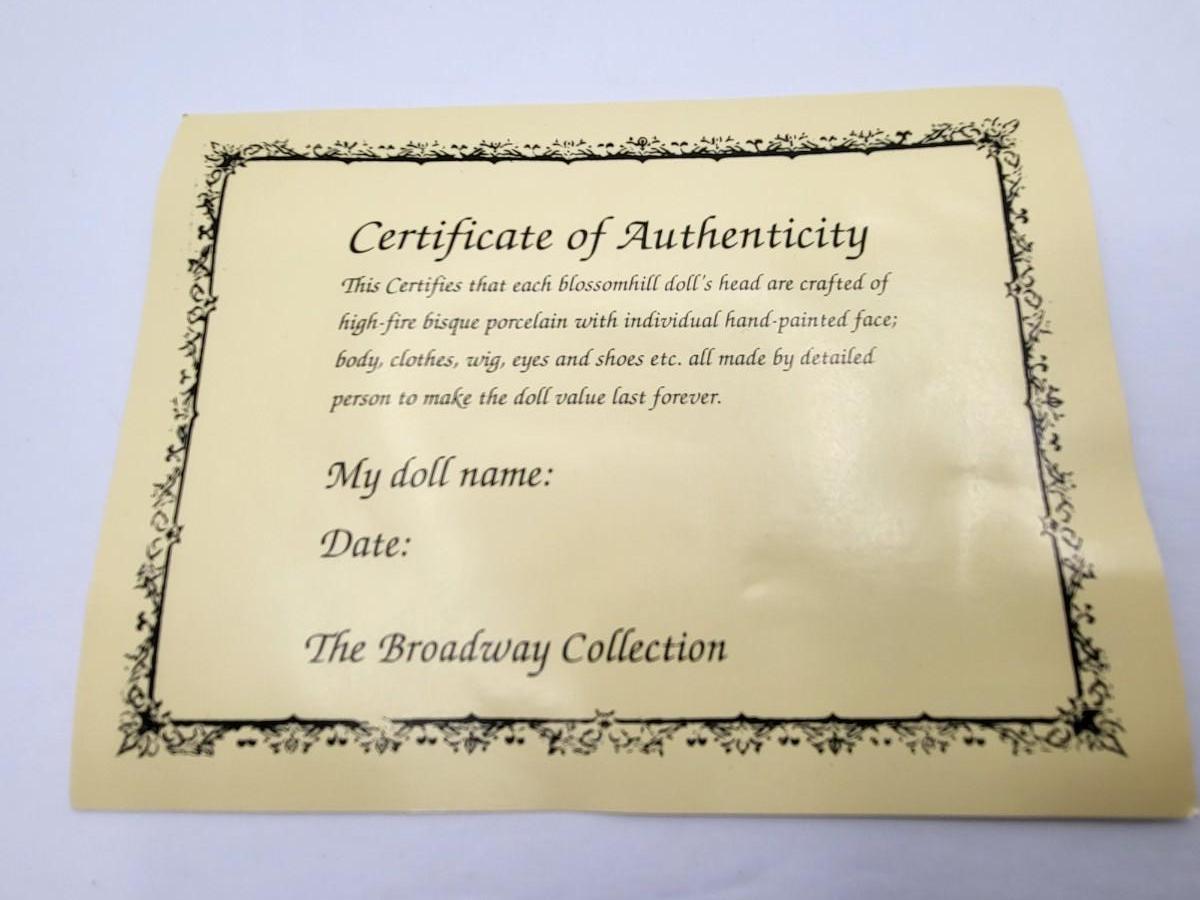 Certificate of Authenticity
This Certifies that each blossomhill doll's head are crafted of
high-fire bisque porcelain with individual hand-painted face;
body, clothes, wig, eyes and shoes etc. all made by detailed
person to make the doll value last forever.
My doll name:
Date:
The Broadway Collection